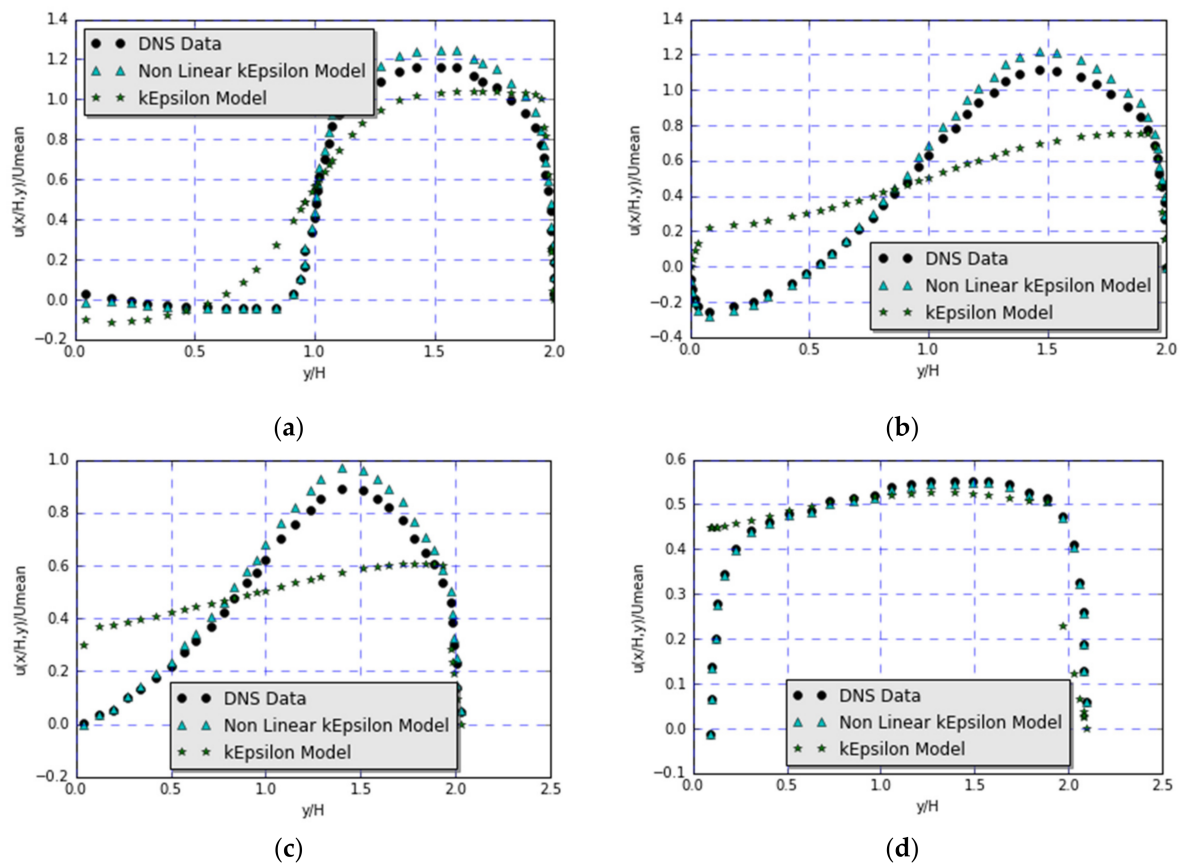 1.4
1.2
1.0
0.8
0.6
0.4
0.2
0.0
−0.2
0.0 0.5 1.0 1.5 2.0
u(x/H,y)/Umean
y/H
DNS Data
Non Linear kEpsilon Model
kEpsilon Model
(a)
1.4
1.2
1.0
0.8
0.6
0.4
0.2
0.0
−0.2
−0.4
0.0 0.5 1.0 1.5 2.0
u(x/H,y)/Umean
y/H
DNS Data
Non Linear kEpsilon Model
kEpsilon Model
(b)
1.0
0.8
0.6
0.4
0.2
0.0
−0.2
0.0 0.5 1.0 1.5 2.0 2.5
u(x/H,y)/Umean
y/H
DNS Data
Non Linear kEpsilon Model
kEpsilon Model
(c)
0.6
0.5
0.4
0.3
0.2
0.1
0.0
−0.1
0.0 0.5 1.0 1.5 2.0 2.5
u(x/H,y)/Umean
y/H
DNS Data
Non Linear kEpsilon Model
kEpsilon Model
(d)